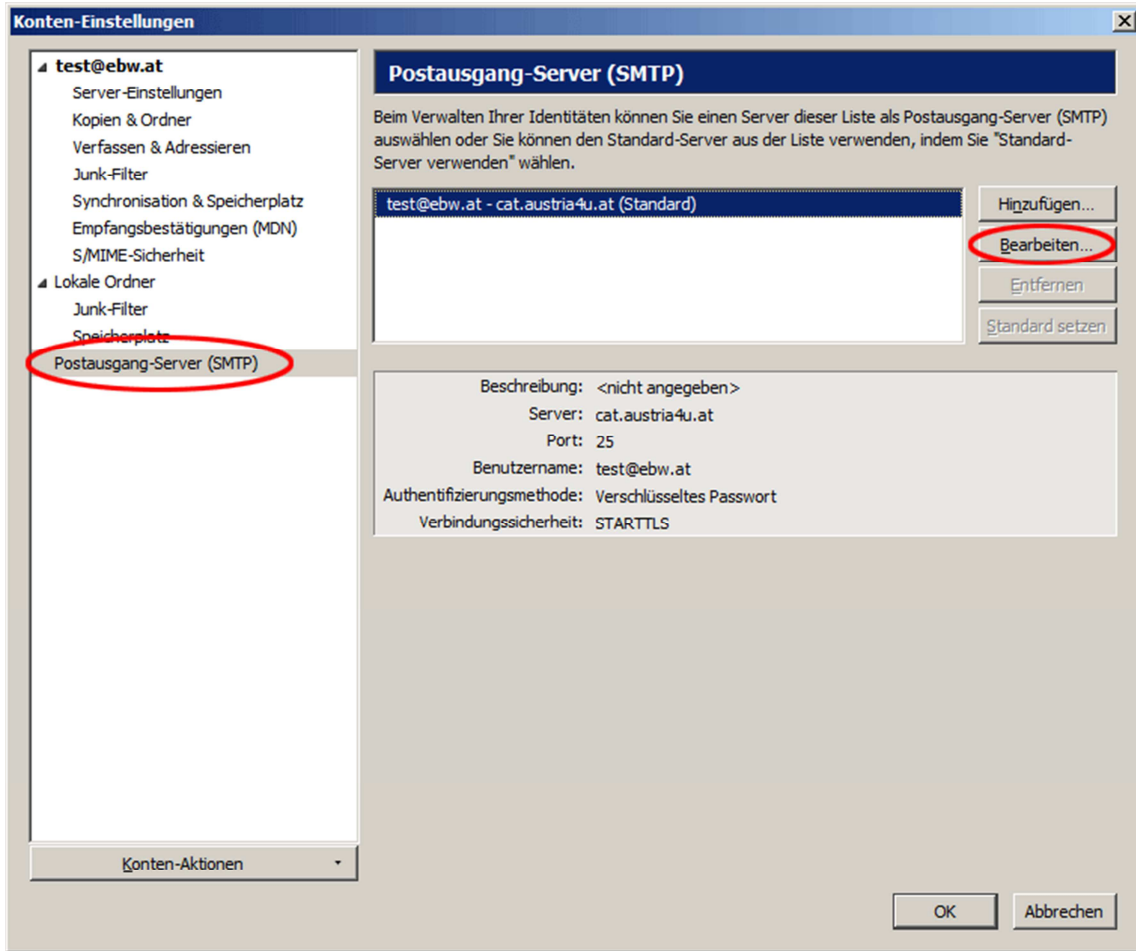 Konten-Einstellungen
test@ebw.at
Server-Einstellungen
Kopien & Ordner
Verfassen & Adressieren
Junk-Filter
Synchronisation & Speicherplatz
Empfangsbestätigungen (MDN)
S/MIME-Sicherheit
Lokale Ordner
Junk-Filter
Speicherplatz
Postausgang-Server (SMTP)
Konten-Aktionen
Postausgang-Server (SMTP)
Beim Verwalten Ihrer Identitäten können Sie einen Server dieser Liste als Postausgang-Server (SMTP)
auswählen oder Sie können den Standard-Server aus der Liste verwenden, indem Sie "Standard-
Server verwenden" wählen.
test@ebw.at - cat.austria4u.at (Standard)
Hinzufügen...
Bearbeiten...
Entfernen
Standard setzen
Beschreibung: <nicht angegeben>
Server: cat.austria4u.at
Port: 25
Benutzername: test@ebw.at
Authentifizierungsmethode: Verschlüsseltes Passwort
Verbindungssicherheit: STARTTLS
OK
Abbrechen